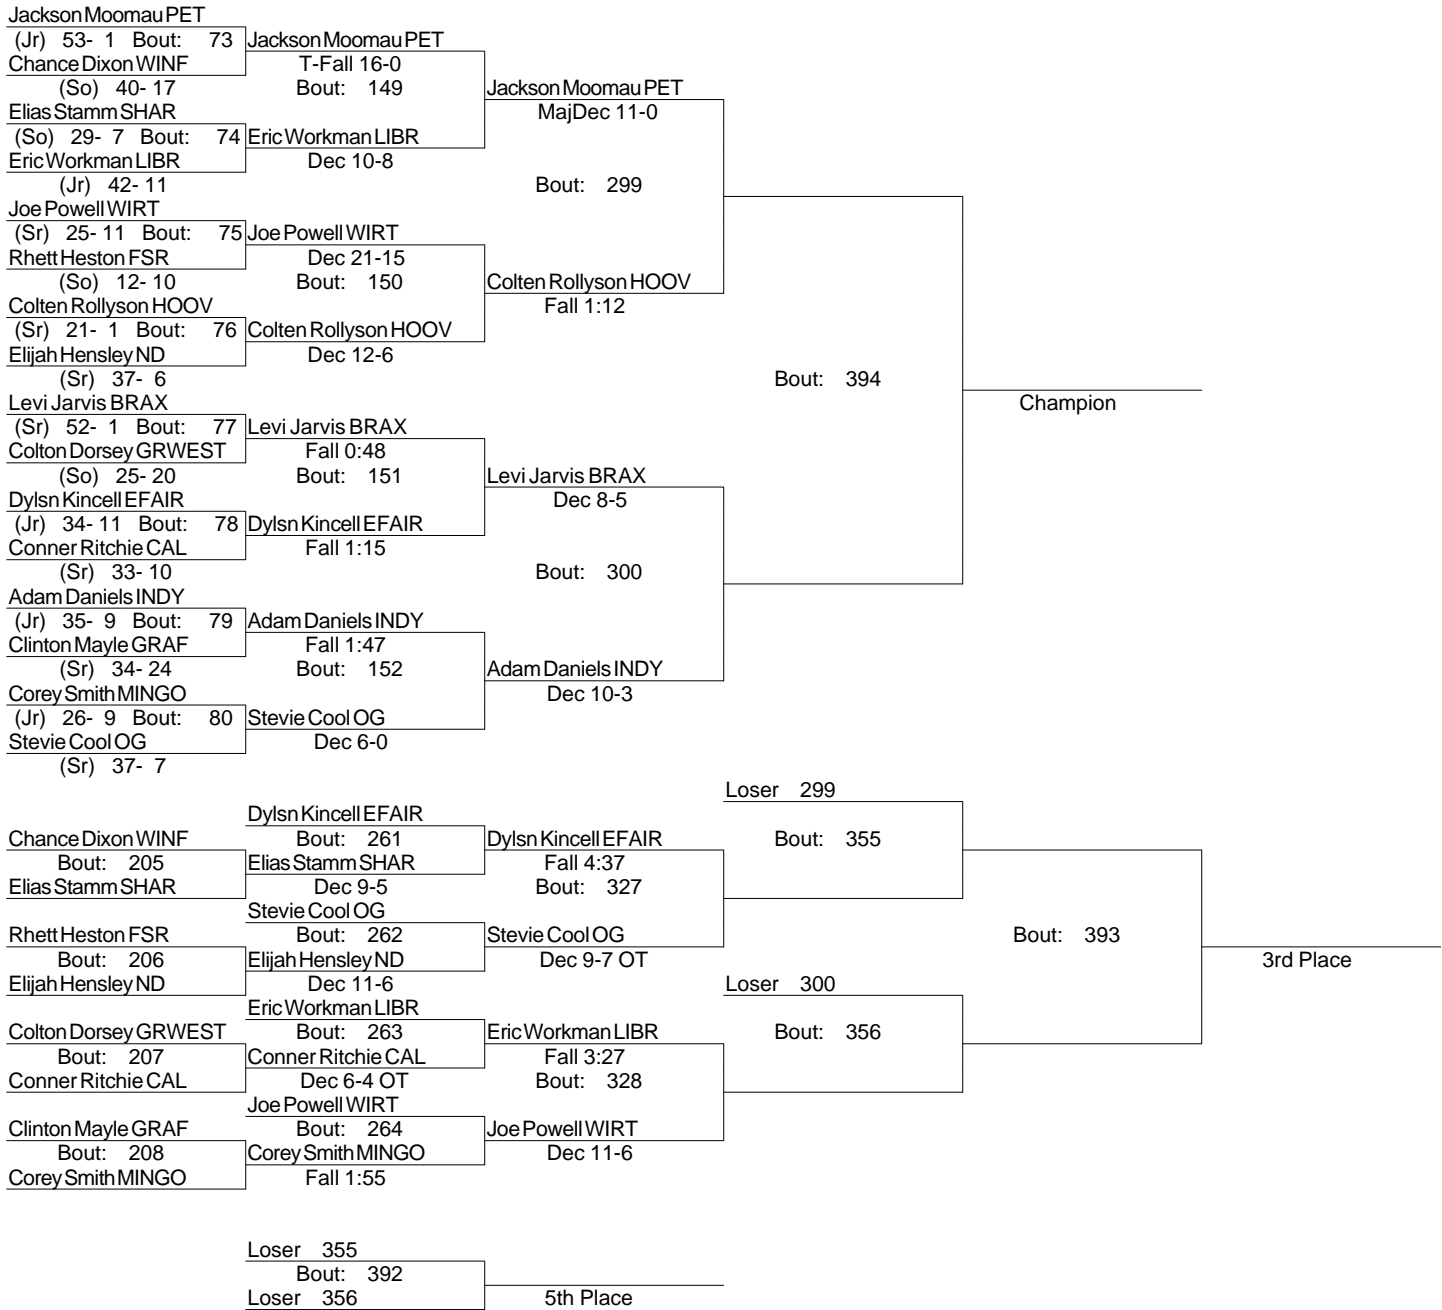 Jackson Moomau PET
(Jr) 53- 1 Bout: 73 Jackson Moomau PET
Chance Dixon WINF T-Fall 16-0
(So) 40- 17 Bout: 149 Jackson Moomau PET
Elias Stamm SHAR MajDec 11-0
(So) 29- 7 Bout: 74 Eric Workman LIBR
Eric Workman LIBR Dec 10-8
(Jr) 42- 11 Bout: 299
Joe Powell WIRT
(Sr) 25- 11 Bout: 75 Joe Powell WIRT
Rhett Heston FSR Dec 21-15
(So) 12- 10 Bout: 150 Colten Rollyson HOOV
Colten Rollyson HOOV Fall 1:12
(Sr) 21- 1 Bout: 76 Colten Rollyson HOOV
Elijah Hensley ND Dec 12-6
(Sr) 37- 6 Bout: 394
Levi Jarvis BRAX Champion
(Sr) 52- 1 Bout: 77 Levi Jarvis BRAX
Colton Dorsey GRWEST Fall 0:48
(So) 25- 20 Bout: 151 Levi Jarvis BRAX
Dylsn Kincell EFAIR Dec 8-5
(Jr) 34- 11 Bout: 78 Dylsn Kincell EFAIR
Conner Ritchie CAL Fall 1:15
(Sr) 33- 10 Bout: 300
Adam Daniels INDY
(Jr) 35- 9 Bout: 79 Adam Daniels INDY
Clinton Mayle GRAF Fall 1:47
(Sr) 34- 24 Bout: 152 Adam Daniels INDY
Corey Smith MINGO Dec 10-3
(Jr) 26- 9 Bout: 80 Stevie Cool OG
Stevie Cool OG Dec 6-0
(Sr) 37- 7
Loser 299
Dylsn Kincell EFAIR
Chance Dixon WINF Bout: 261 Dylsn Kincell EFAIR Bout: 355
Bout: 205 Elias Stamm SHAR Fall 4:37
Elias Stamm SHAR Dec 9-5 Bout: 327
Stevie Cool OG
Rhett Heston FSR Bout: 262 Stevie Cool OG Bout: 393
Bout: 206 Elijah Hensley ND Dec 9-7 OT 3rd Place
Elijah Hensley ND Dec 11-6 Loser 300
Eric Workman LIBR
Colton Dorsey GRWEST Bout: 263 Eric Workman LIBR Bout: 356
Bout: 207 Conner Ritchie CAL Fall 3:27
Conner Ritchie CAL Dec 6-4 OT Bout: 328
Joe Powell WIRT
Clinton Mayle GRAF Bout: 264 Joe Powell WIRT
Bout: 208 Corey Smith MINGO Dec 11-6
Corey Smith MINGO Fall 1:55
Loser 355
Bout: 392
Loser 356 5th Place